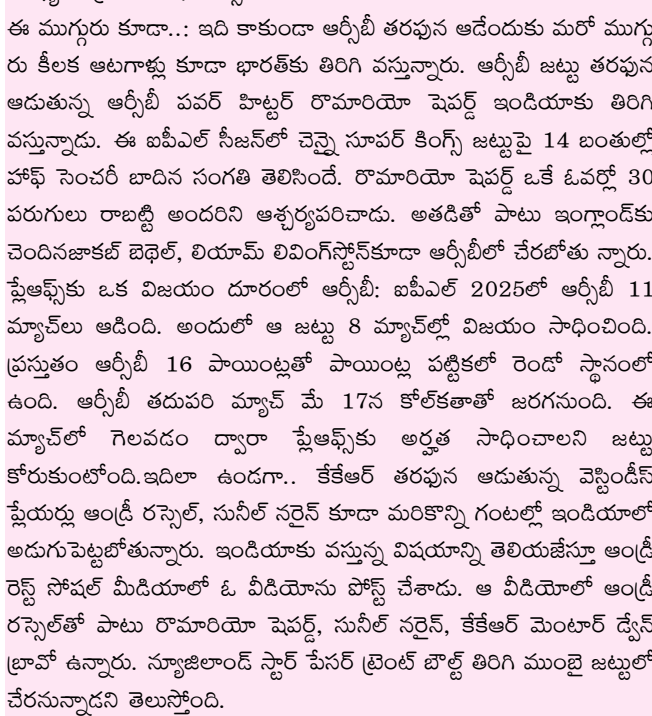 ఈ ముగ్గురు కూడా..: ఇది కాకుండా ఆర్సీబీ తరఫున ఆడేందుకు మరో ముగ్గు
రు కీలక ఆటగాళ్లు కూడా భారత్‌కు తిరిగి వస్తున్నారు. ఆర్సీబీ జట్టు తరఫున
ఆడుతున్న ఆర్సీబీ పవర్ హిట్టర్ రొమారియో షెపర్డ్ ఇండియాకు తిరిగి
వస్తున్నాడు. ఈ ఐపీఎల్ సీజన్‌లో చెన్నై సూపర్ కింగ్స్ జట్టుపై 14 బంతుల్లో
హాఫ్ సెంచరీ బాదిన సంగతి తెలిసిందే. రొమారియో షెపర్డ్ ఒకే ఓవర్లో 30
పరుగులు రాబట్టి అందరిని ఆశ్చర్యపరిచాడు. అతడితో పాటు ఇంగ్లాండ్‌కు
చెందినజాకబ్ బెథెల్, లియామ్ లివింగ్‌స్టోన్‌కూడా ఆర్సీబీలో చేరబోతు న్నారు.
ప్లేఆఫ్స్‌కు ఒక విజయం దూరంలో ఆర్సీబీ: ఐపీఎల్ 2025లో ఆర్సీబీ 11
మ్యాచ్‌లు ఆడింది. అందులో ఆ జట్టు 8 మ్యాచ్‌ల్లో విజయం సాధించింది.
ప్రస్తుతం ఆర్సీబీ 16 పాయింట్లతో పాయింట్ల పట్టికలో రెండో స్థానంలో
ఉంది. ఆర్సీబీ తదుపరి మ్యాచ్ మే 17న కోల్‌కతాతో జరగనుంది. ఈ
మ్యాచ్‌లో గెలవడం ద్వారా ప్లేఆఫ్స్‌కు అర్హత సాధించాలని జట్టు
కోరుకుంటోంది.ఇదిలా ఉండగా.. కేకేఆర్ తరఫున ఆడుతున్న వెస్టిండీస్
ప్లేయర్లు ఆండ్రీ రస్సెల్, సునీల్ నరైన్ కూడా మరికొన్ని గంటల్లో ఇండియాలో
అడుగుపెట్టబోతున్నారు. ఇండియాకు వస్తున్న విషయాన్ని తెలియజేస్తూ ఆండ్రీ
రెస్ట్ సోషల్ మీడియాలో ఓ వీడియోను పోస్ట్ చేశాడు. ఆ వీడియోలో ఆండ్రీ
రస్సెల్‌తో పాటు రొమారియో షెపర్డ్, సునీల్ నరైన్, కేకేఆర్ మెంటార్ డ్వేన్
బ్రావో ఉన్నారు. న్యూజిలాండ్ స్టార్ పేసర్ ట్రెంట్ బౌల్ట్ తిరిగి ముంబై జట్టులో
చేరనున్నాడని తెలుస్తోంది.